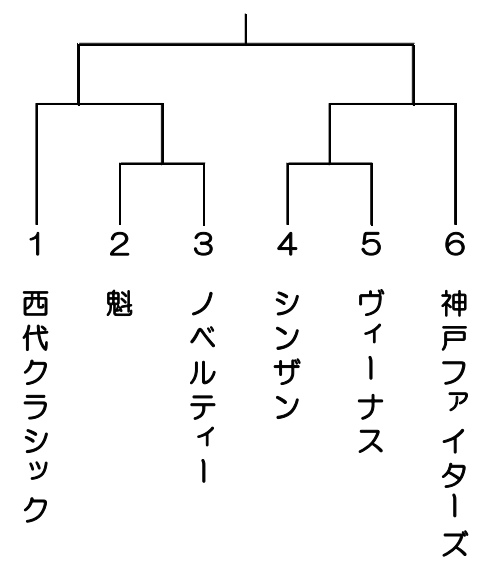 1 2 3 4 5 6
西代クラシック
魁
ノベルティー
シンザン
ヴィーナス
神戸ファイターズ